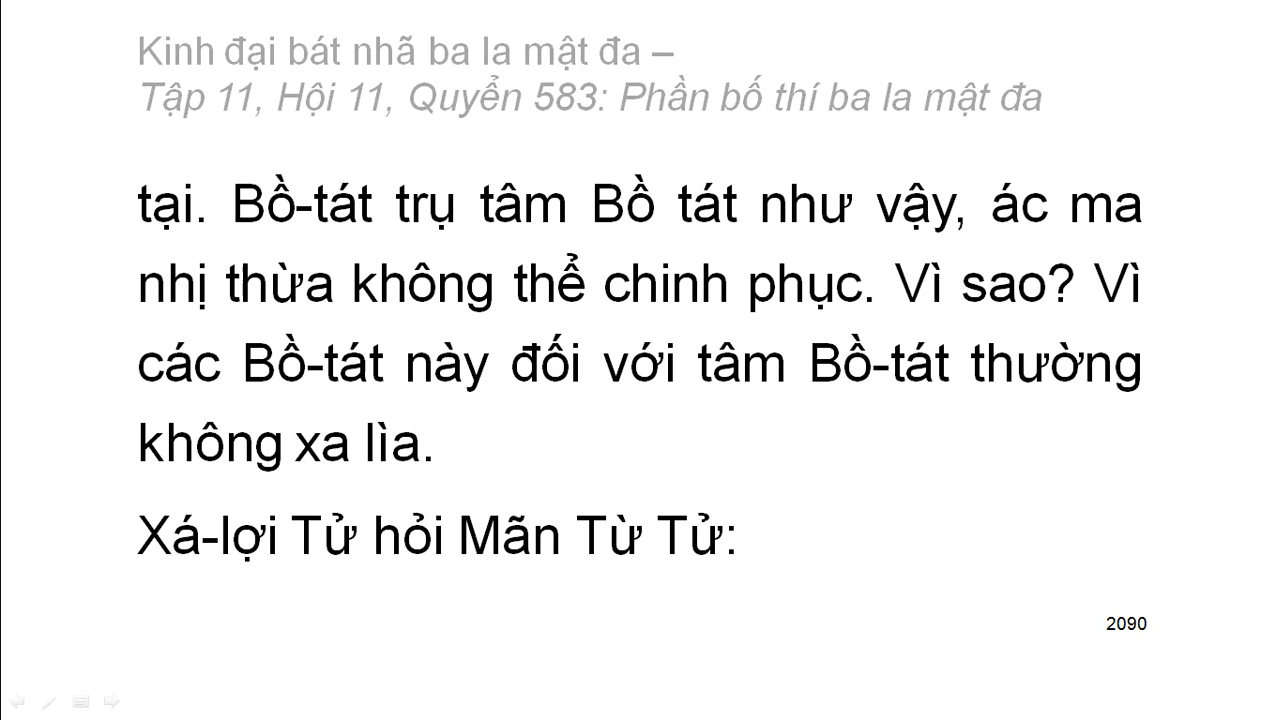 Kinh đại bát nhã ba la mật đa –
Tập 11, Hội 11, Quyển 583: Phần bố thí ba la mật đa
tại. Bồ-tát trụ tâm Bồ tát như vậy, ác ma
nhị thừa không thể chinh phục. Vì sao? Vì
các Bồ-tát này đối với tâm Bồ-tát thường
không xa lìa.
Xá-lợi Tử hỏi Mãn Từ Tử:
2090